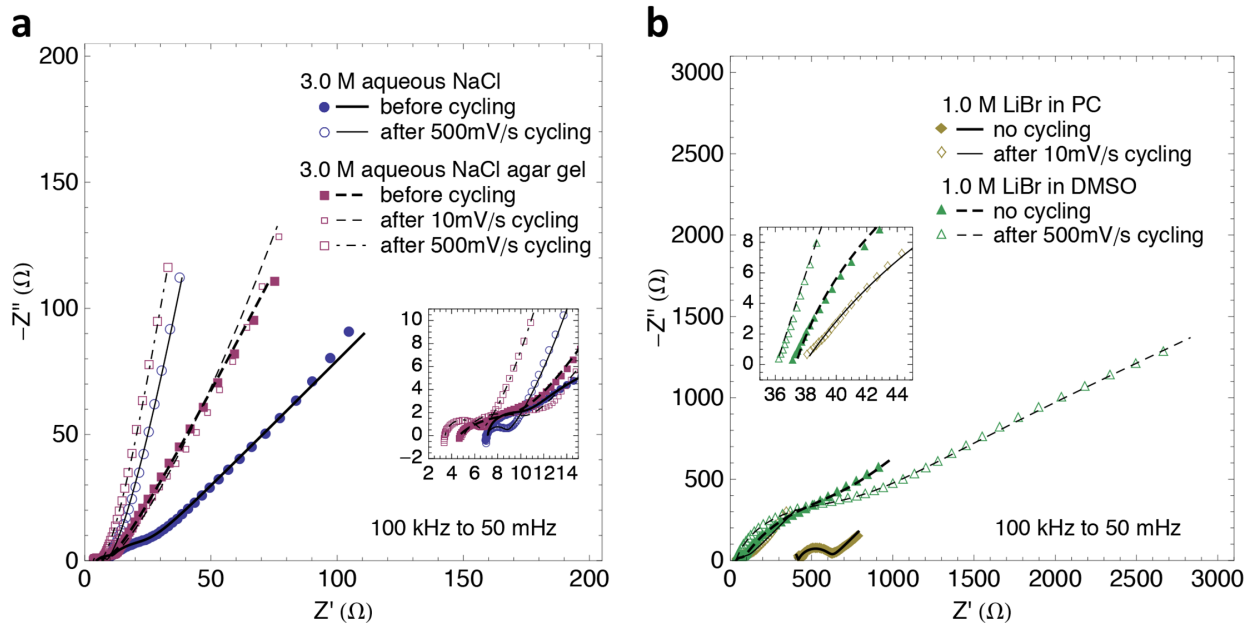 a
200
150
100
50
0
−Z'' (Ω)
3.0 M aqueous NaCl
before cycling
after 500mV/s cycling
3.0 M aqueous NaCl agar gel
before cycling
after 10mV/s cycling
after 500mV/s cycling
10
8
6
4
2
0
−2
2 4 6 8 10 12 14
100 kHz to 50 mHz
0 50 100 150 200
Z' (Ω)
b
3000
2500
2000
1500
1000
500
0
−Z'' (Ω)
1.0 M LiBr in PC
no cycling
after 10mV/s cycling
1.0 M LiBr in DMSO
no cycling
after 500mV/s cycling
8
6
4
2
0
36 38 40 42 44
100 kHz to 50 mHz
0 500 1000 1500 2000 2500 3000
Z' (Ω)